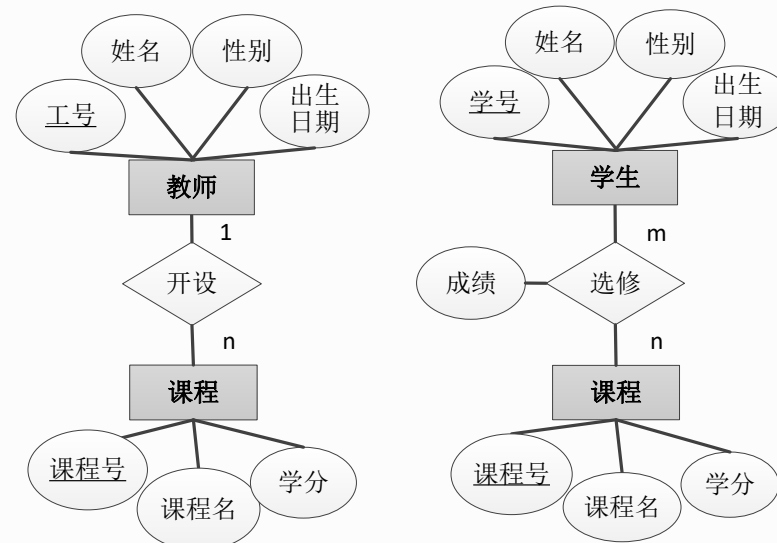 姓名
性别
工号
出生
日期
教师
1
开设
n
课程
课程号
课程名
学分
姓名
性别
学号
出生
日期
学生
m
成绩
选修
n
课程
课程号
课程名
学分